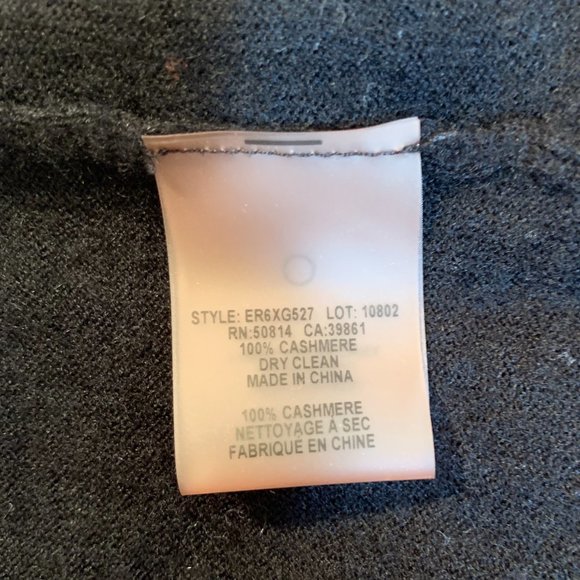 STYLE: ER6XG527 LOT: 10802
RN:50814 CA:39861
100% CASHMERE
DRY CLEAN
MADE IN CHINA
100% CASHMERE
NETTOYAGE À SEC
FABRIQUE EN CHINE